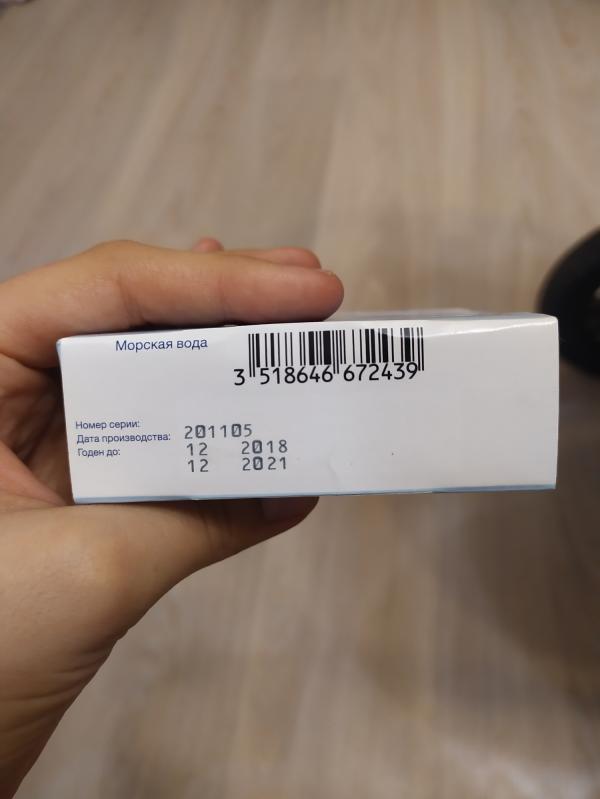 Морская вода
3 518646 672439
Номер серии: 201105
Дата производства: 12 2018
Годен до: 12 2021